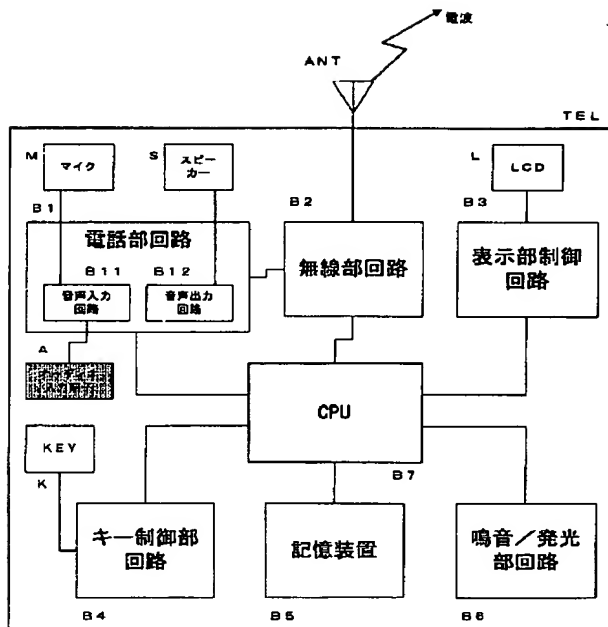 電波
ANT
TEL
M
マイク
S
スピー
カー
L
LCD
B1
B2
B3
電話部回路
B11
B12
音声入力
回路
音声出力
回路
無線部回路
表示部制御
回路
A
CPU
KEY
K
B7
キー制御部
回路
記憶装置
鳴音/発光
部回路
B4
B5
B6